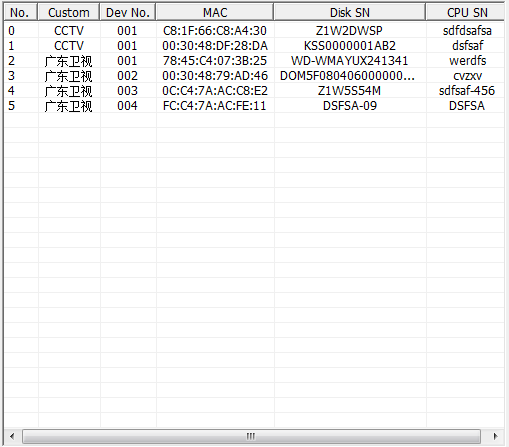 No. Custom Dev No. MAC Disk SN CPU SN
0 CCTV 001 C8:1F:66:C8:A4:30 Z1W2DWSP sdfdsafsa
1 CCTV 001 00:30:48:DF:28:DA KSS0000001AB2 dsfsaf
2 广东卫视 001 78:45:C4:07:3B:25 WD-WMAYUX241341 werdfs
3 广东卫视 002 00:30:48:79:AD:46 DOM5F080406000000... cvzxv
4 广东卫视 003 0C:C4:7A:AC:C8:E2 Z1W5S54M sdfsaf-456
5 广东卫视 004 FC:C4:7A:AC:FE:11 DSFSA-09 DSFSA